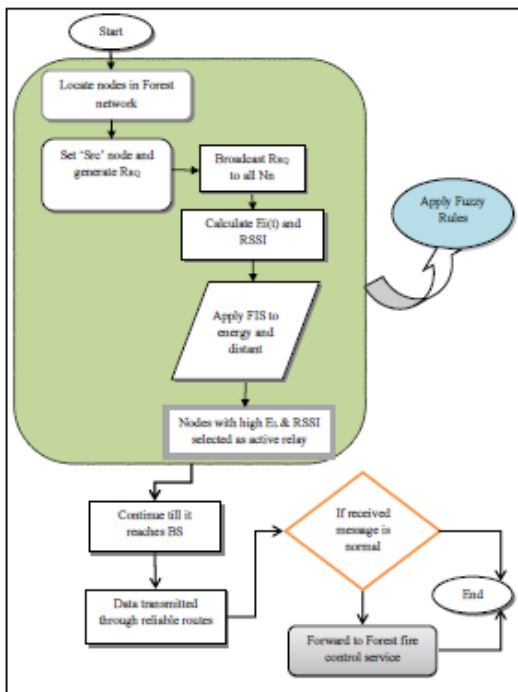 Start
Locate nodes in Forest
network
Set 'Src' node and
generate RRQ
Broadcast RRQ
to all Nn
Calculate Ei(t) and
RSSI
Apply Fuzzy
Rules
Apply FIS to
energy and
distant
Nodes with high EL & RSSI
selected as active relay
Continue till it
reaches BS
If received
message is
normal
Data transmitted
through reliable routes
End
Forward to Forest fire
control service